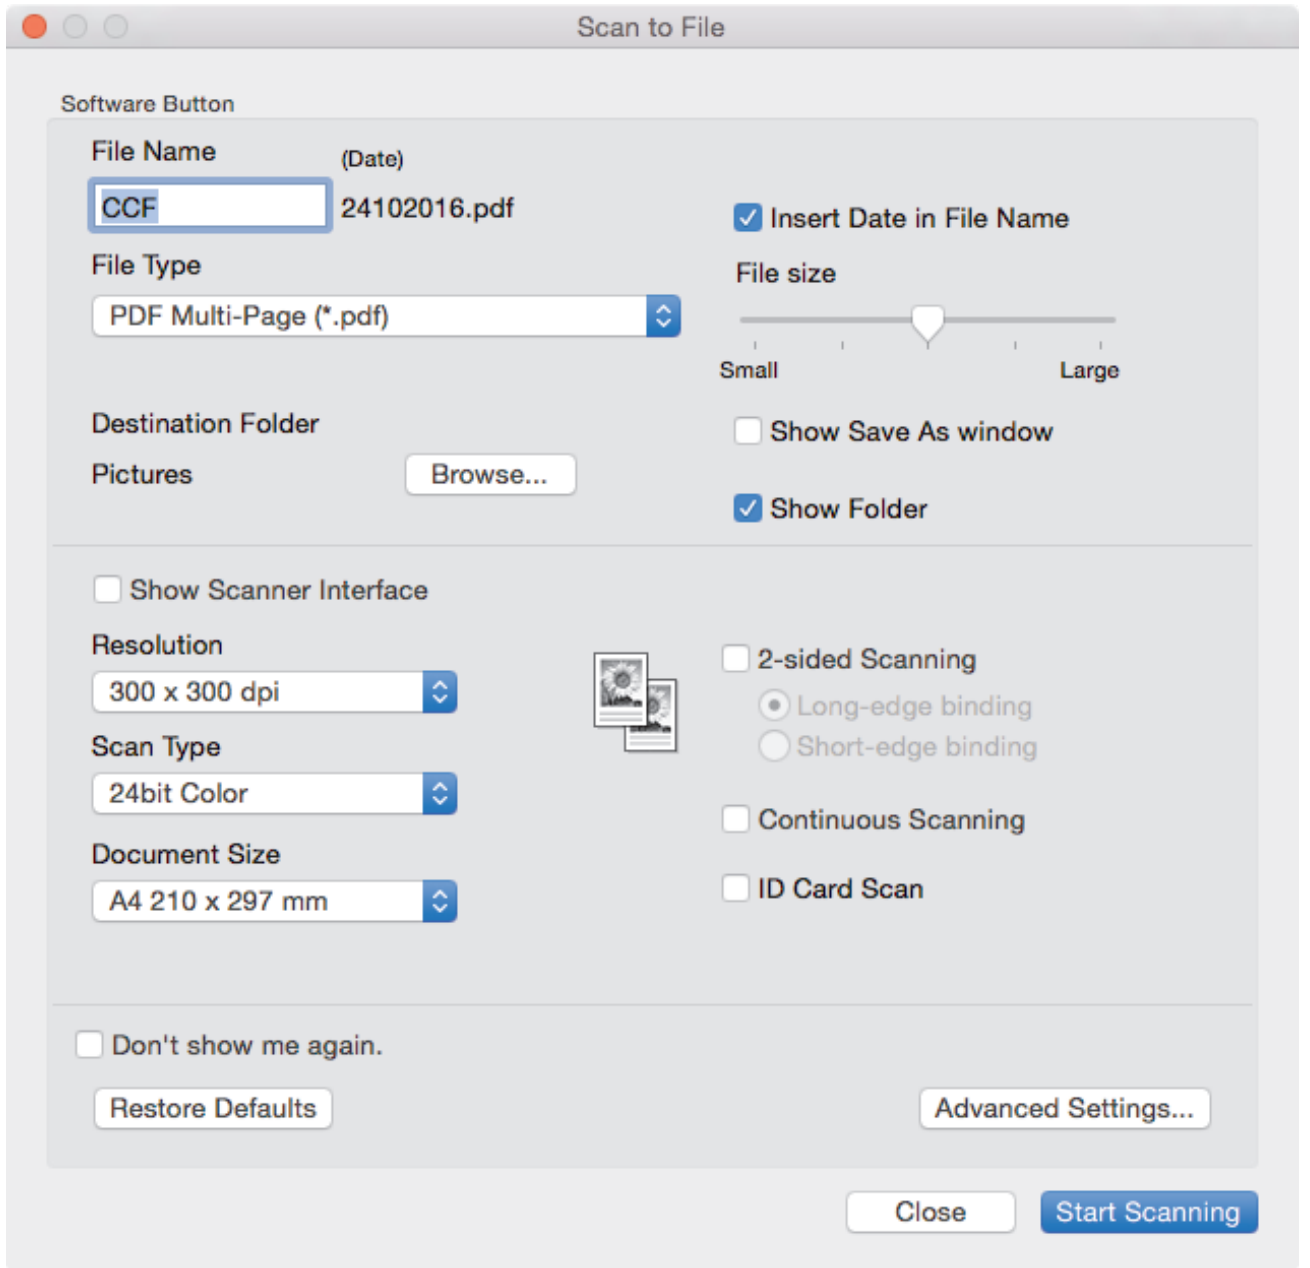 Scan to File
Software Button
File Name (Date)
CCF 24102016.pdf
Insert Date in File Name
File Type
File size
PDF Multi-Page (*.pdf)
Small Large
Destination Folder
Show Save As window
Pictures Browse...
Show Folder
Show Scanner Interface
Resolution
2-sided Scanning
300 x 300 dpi
Long-edge binding
Scan Type
Short-edge binding
24bit Color
Continuous Scanning
Document Size
ID Card Scan
A4 210 x 297 mm
Don't show me again.
Restore Defaults Advanced Settings...
Close Start Scanning